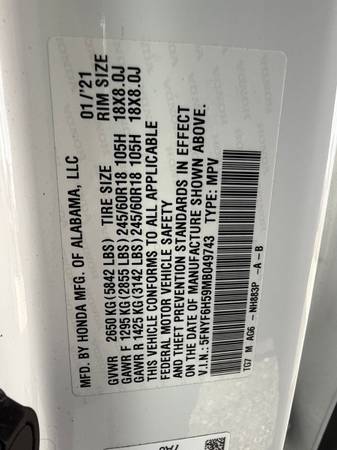 MFD. BY HONDA MFG. OF ALABAMA, LLC 01/'21
TIRE SIZE RIM SIZE
GVWR 2650 KG(5842 LBS)
GAWR F 1295 KG(2855 LBS) 245/60R18 105H 18X8.0J
GAWR R 1425 KG(3142 LBS) 245/60R18 105H 18X8.0J
THIS VEHICLE CONFORMS TO ALL APPLICABLE
FEDERAL MOTOR VEHICLE SAFETY
AND THEFT PREVENTION STANDARDS IN EFFECT
ON THE DATE OF MANUFACTURE SHOWN ABOVE.
V.I.N.: 5FNYF6H59MB049743 TYPE: MPV
TG7 M AG6 -NH883P -A -B